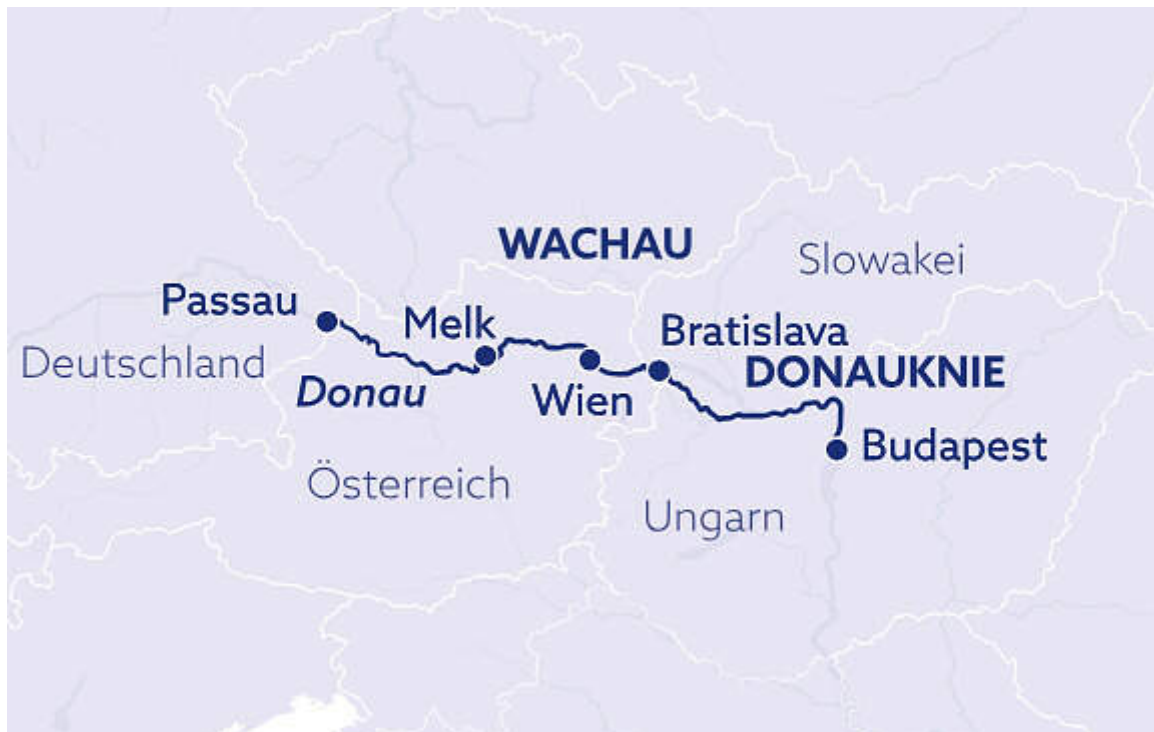 WACHAU
Slowakei
Passau
Melk
Bratislava
Deutschland
DONAUKNIE
Donau
Wien
Budapest
Österreich
Ungarn